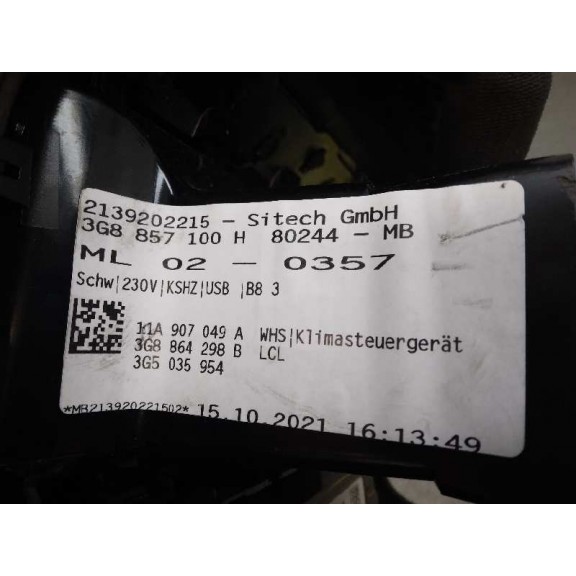 2139202215 - Sitech GmbH
3G8 857 100 H 80244 - MB
ML 02 - 0357
Schw|230V|KSHZ|USB |B8 3
11A 907 049 A WHS|Klimasteuergerät
3G8 864 298 B LCL
3G5 035 954
*MB213920221502* 15.10.2021 16:13:49